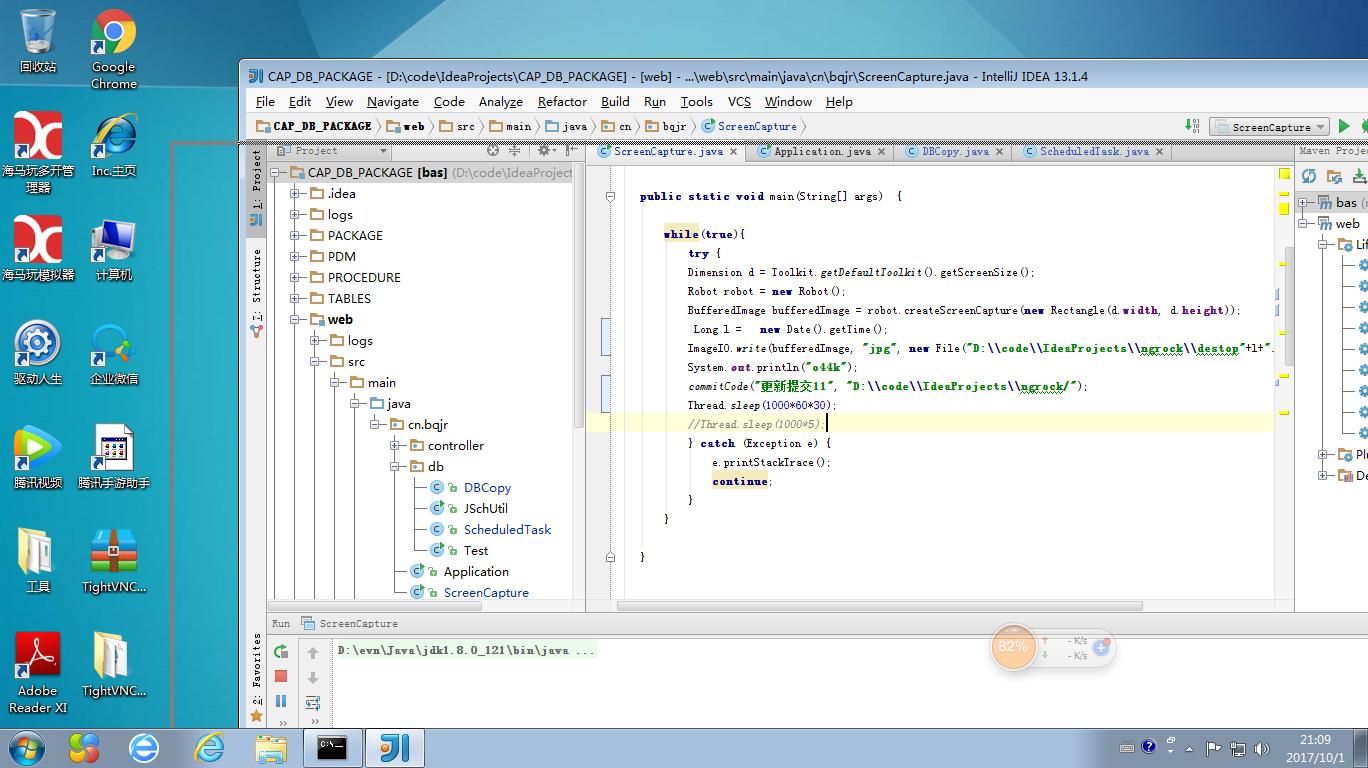 回收站
Google
Chrome
海马玩多开管
理器
Inc.主页
海马玩模拟器
计算机
驱动人生
企业微信
腾讯视频
腾讯手游助手
工具
TightVNC...
Adobe
Reader XI
TightVNC...
CAP_DB_PACKAGE - [D:\code\IdeaProjects\CAP_DB_PACKAGE] - [web] - ...\web\src\main\java\cn\bqjr\ScreenCapture.java - IntelliJ IDEA 13.1.4
File Edit View Navigate Code Analyze Refactor Build Run Tools VCS Window Help
CAP_DB_PACKAGE web src main java cn bqjr ScreenCapture
ScreenCapture
1: Project
7: Structure
2: Favorites
Project
CAP_DB_PACKAGE [bas] (D:\code\IdeaProject
.idea
logs
PACKAGE
PDM
PROCEDURE
TABLES
web
logs
src
main
java
cn.bqjr
controller
db
DBCopy
JSchUtil
ScheduledTask
Test
Application
ScreenCapture
ScreenCapture.java Application.java DBCopy.java ScheduledTask.java
public static void main(String[] args) {
while(true){
try {
Dimension d = Toolkit.getDefaultToolkit().getScreenSize();
Robot robot = new Robot();
BufferedImage bufferedImage = robot.createScreenCapture(new Rectangle(d.width, d.height));
Long l = new Date().getTime();
ImageIO.write(bufferedImage, "jpg", new File("D:\\code\\IdeaProjects\\ngrock\\destop"+l+".
System.out.println("o44k");
commitCode("更新提交11", "D:\\code\\IdeaProjects\\ngrock/");
Thread.sleep(1000*60*30);
//Thread.sleep(1000*5);
} catch (Exception e) {
e.printStackTrace();
continue;
}
}
}
Maven Proje
bas
web
Lif
Plu
De
Run ScreenCapture
D:\evn\Java\jdk1.8.0_121\bin\java ...
82%
- K/s
- K/s
21:09
2017/10/1